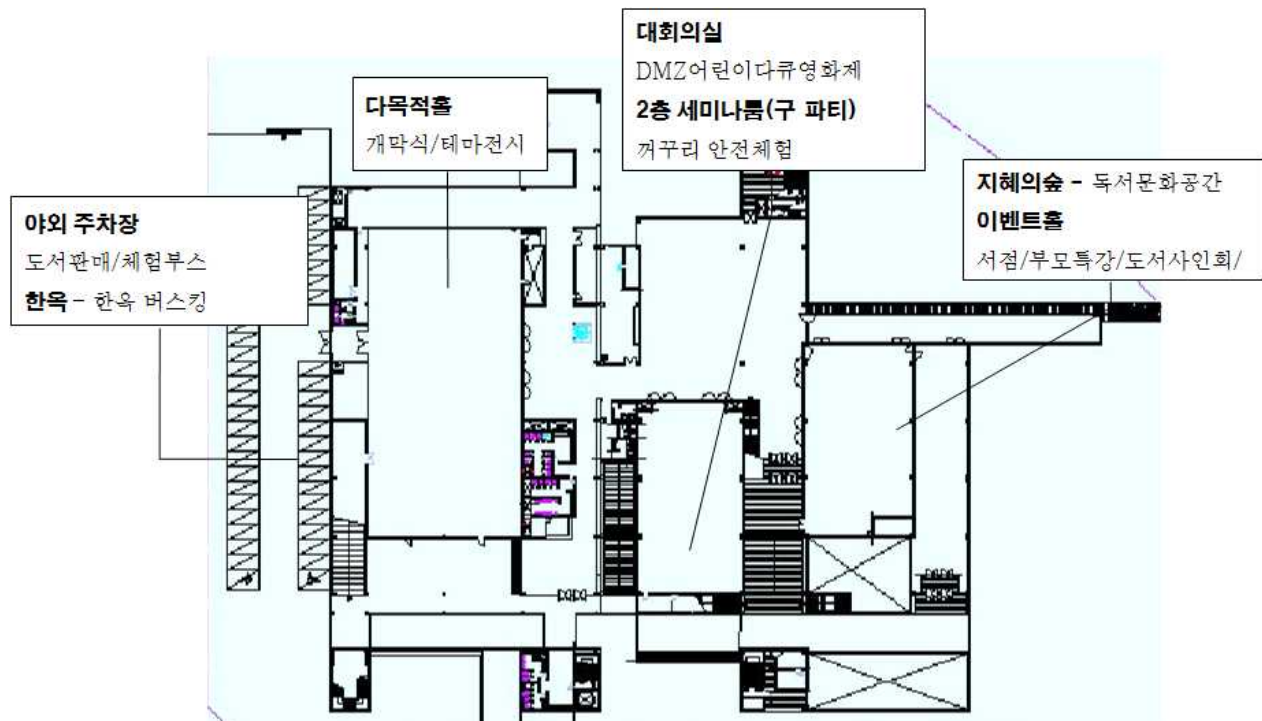 대회의실
DMZ어린이다큐영화제
2층 세미나룸(구 파티)
꺼꾸리 안전체험
다목적홀
개막식/테마전시
지혜의숲 - 독서문화공간
이벤트홀
서점/부모특강/도서사인회/
야외 주차장
도서판매/체험부스
한옥 - 한옥 버스킹